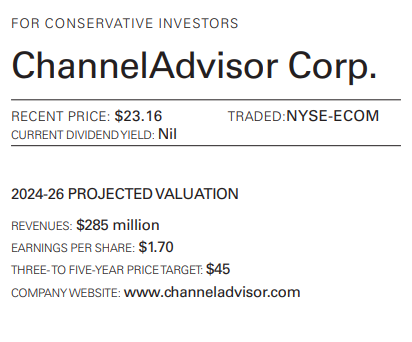 FOR CONSERVATIVE INVESTORS
ChannelAdvisor Corp.
RECENT PRICE: $23.16 TRADED:NYSE-ECOM
CURRENT DIVIDEND YIELD: Nil
2024-26 PROJECTED VALUATION
REVENUES: $285 million
EARNINGS PER SHARE: $1.70
THREE- TO FIVE-YEAR PRICE TARGET: $45
COMPANY WEBSITE: www.channeladvisor.com